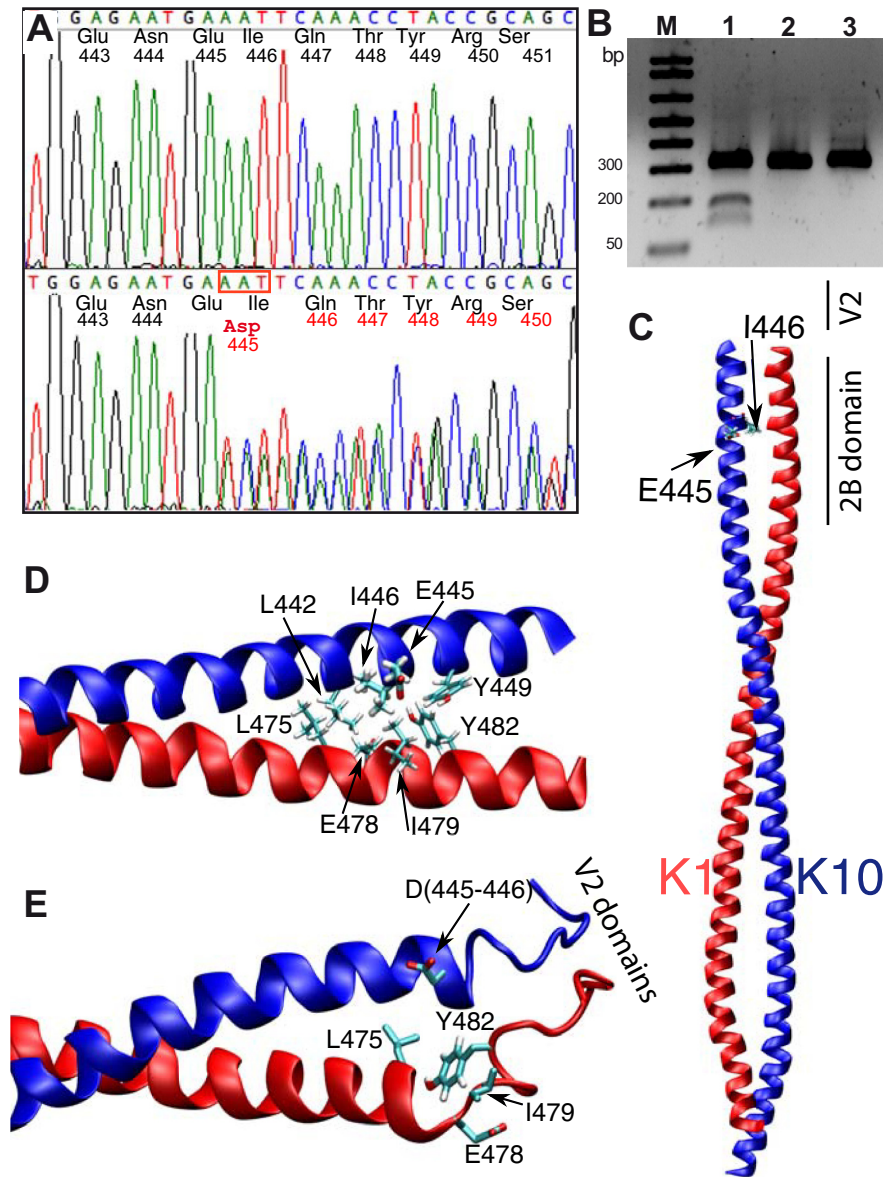 A
G A G A A T G A A A T T C A A A C C T A C C G C A G C
Glu Asn Glu Ile Gln Thr Tyr Arg Ser
443 444 445 446 447 448 449 450 451
T G G A G A A T G A A A T T C A A A C C T A C C G C A G C
Glu Asn Glu Ile Gln Thr Tyr Arg Ser
443 444 446 447 448 449 450
Asp
445
B
M 1 2 3
bp
300
200
50
C
V2
I446
2B domain
E445
K1
K10
D
L442
I446
E445
Y449
L475
Y482
E478
I479
E
D(445-446)
V2 domains
Y482
L475
I479
E478